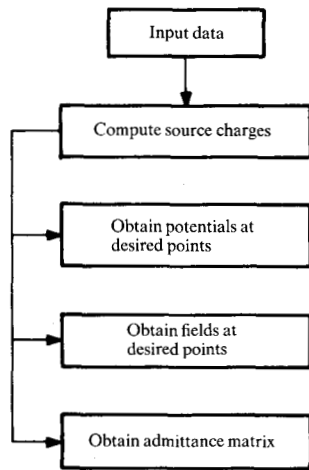 Input data
Compute source charges
Obtain potentials at
desired points
Obtain fields at
desired points
Obtain admittance matrix